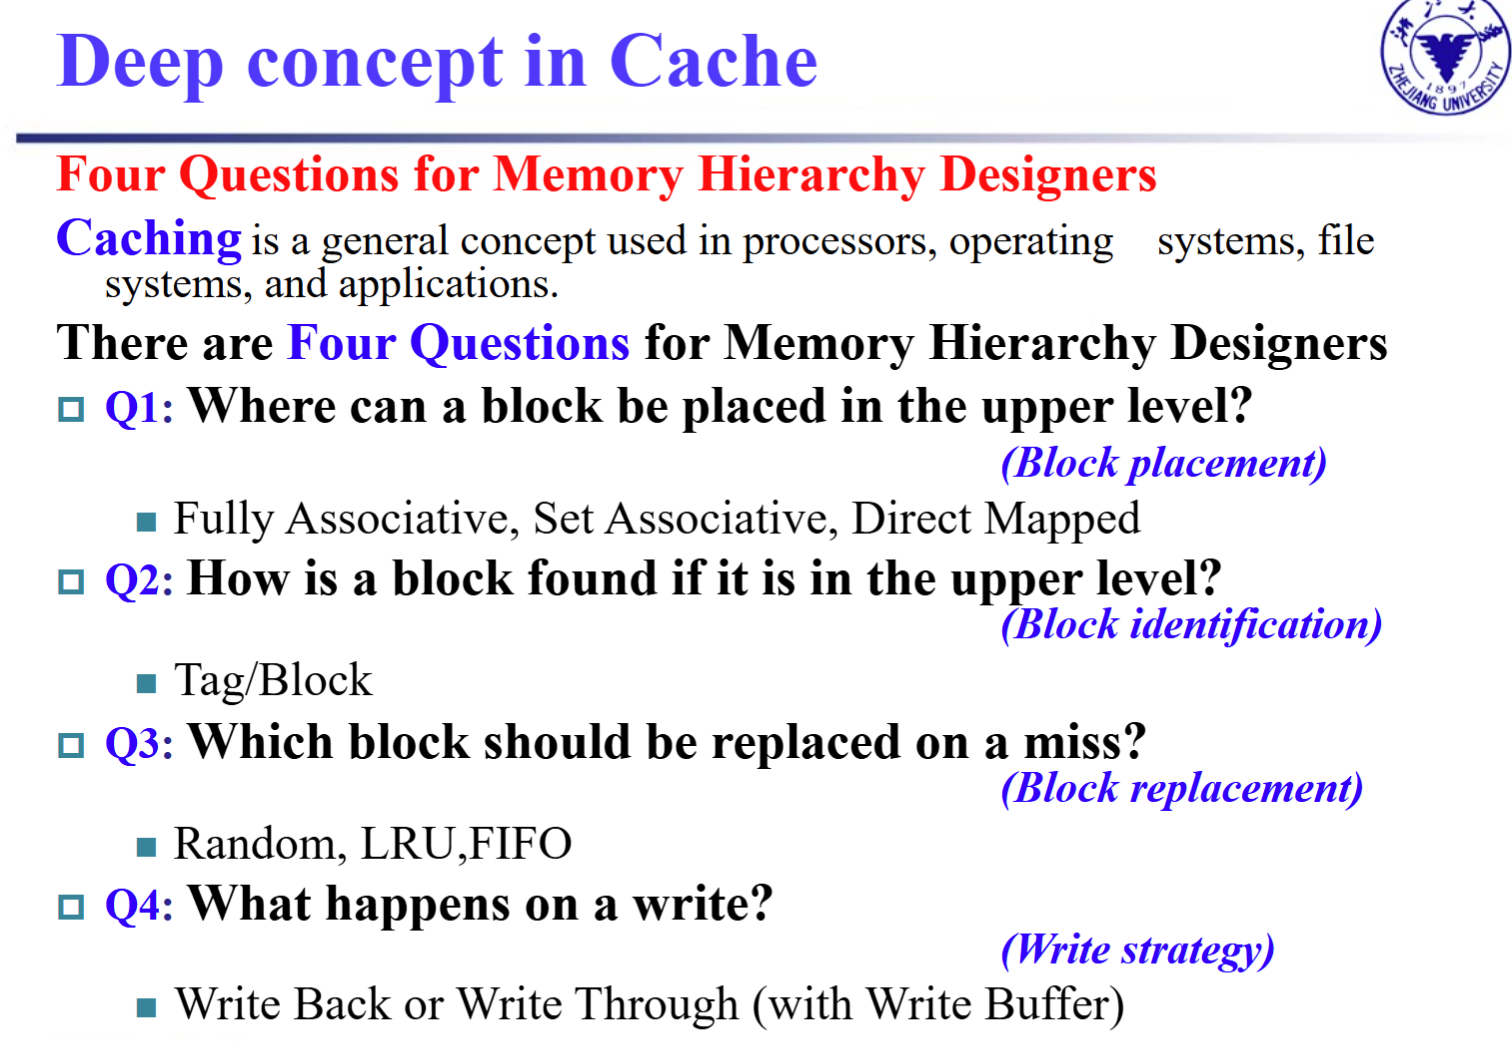 Deep concept in Cache
浙江大学
ZHEJIANG UNIVERSITY
1897
Four Questions for Memory Hierarchy Designers
Caching is a general concept used in processors, operating systems, file
systems, and applications.
There are Four Questions for Memory Hierarchy Designers
Q1: Where can a block be placed in the upper level?
(Block placement)
Fully Associative, Set Associative, Direct Mapped
Q2: How is a block found if it is in the upper level?
(Block identification)
Tag/Block
Q3: Which block should be replaced on a miss?
(Block replacement)
Random, LRU,FIFO
Q4: What happens on a write?
(Write strategy)
Write Back or Write Through (with Write Buffer)